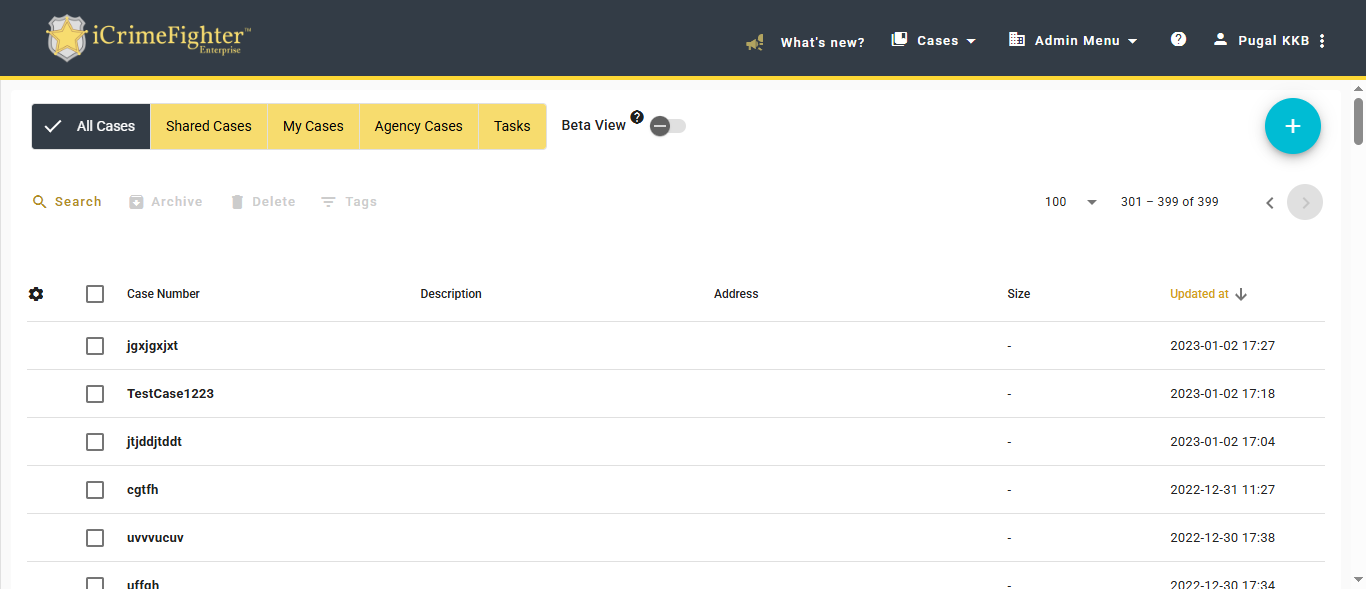 iCrimeFighter™
Enterprise
What's new?
Cases
Admin Menu
?
Pugal KKB
All Cases
Shared Cases
My Cases
Agency Cases
Tasks
Beta View
?
+
Search
Archive
Delete
Tags
100
301 – 399 of 399
Case Number Description Address Size Updated at
jgxjgxjxt - 2023-01-02 17:27
TestCase1223 - 2023-01-02 17:18
jtjddjtddt - 2023-01-02 17:04
cgtfh - 2022-12-31 11:27
uvvvucuv - 2022-12-30 17:38
uffgh - 2022-12-30 17:34